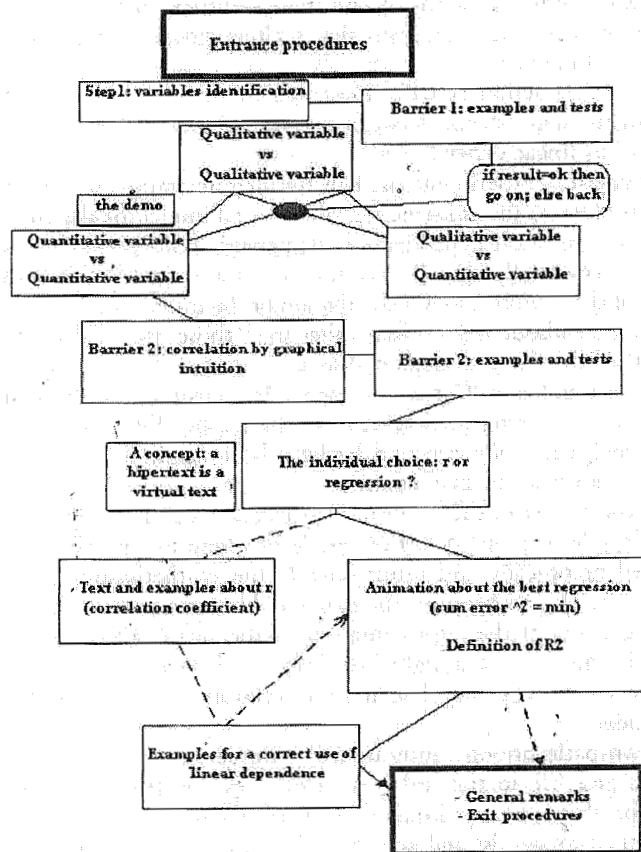 Entrance procedures
Step1: variables identification
Barrier 1: examples and tests
Qualitative variable
vs
Qualitative variable
if result=ok then
go on; else back
the demo
Quantitative variable
vs
Quantitative variable
Qualitative variable
vs
Quantitative variable
Barrier 2: correlation by graphical
intuition
Barrier 2: examples and tests
A concept: a
hipertext is a
virtual text
The individual choice: r or
regression ?
Text and examples about r
(correlation coefficient)
Animation about the best regression
(sum error ^2 = min)
Definition of R2
Examples for a correct use of
linear dependence
- General remarks
- Exit procedures